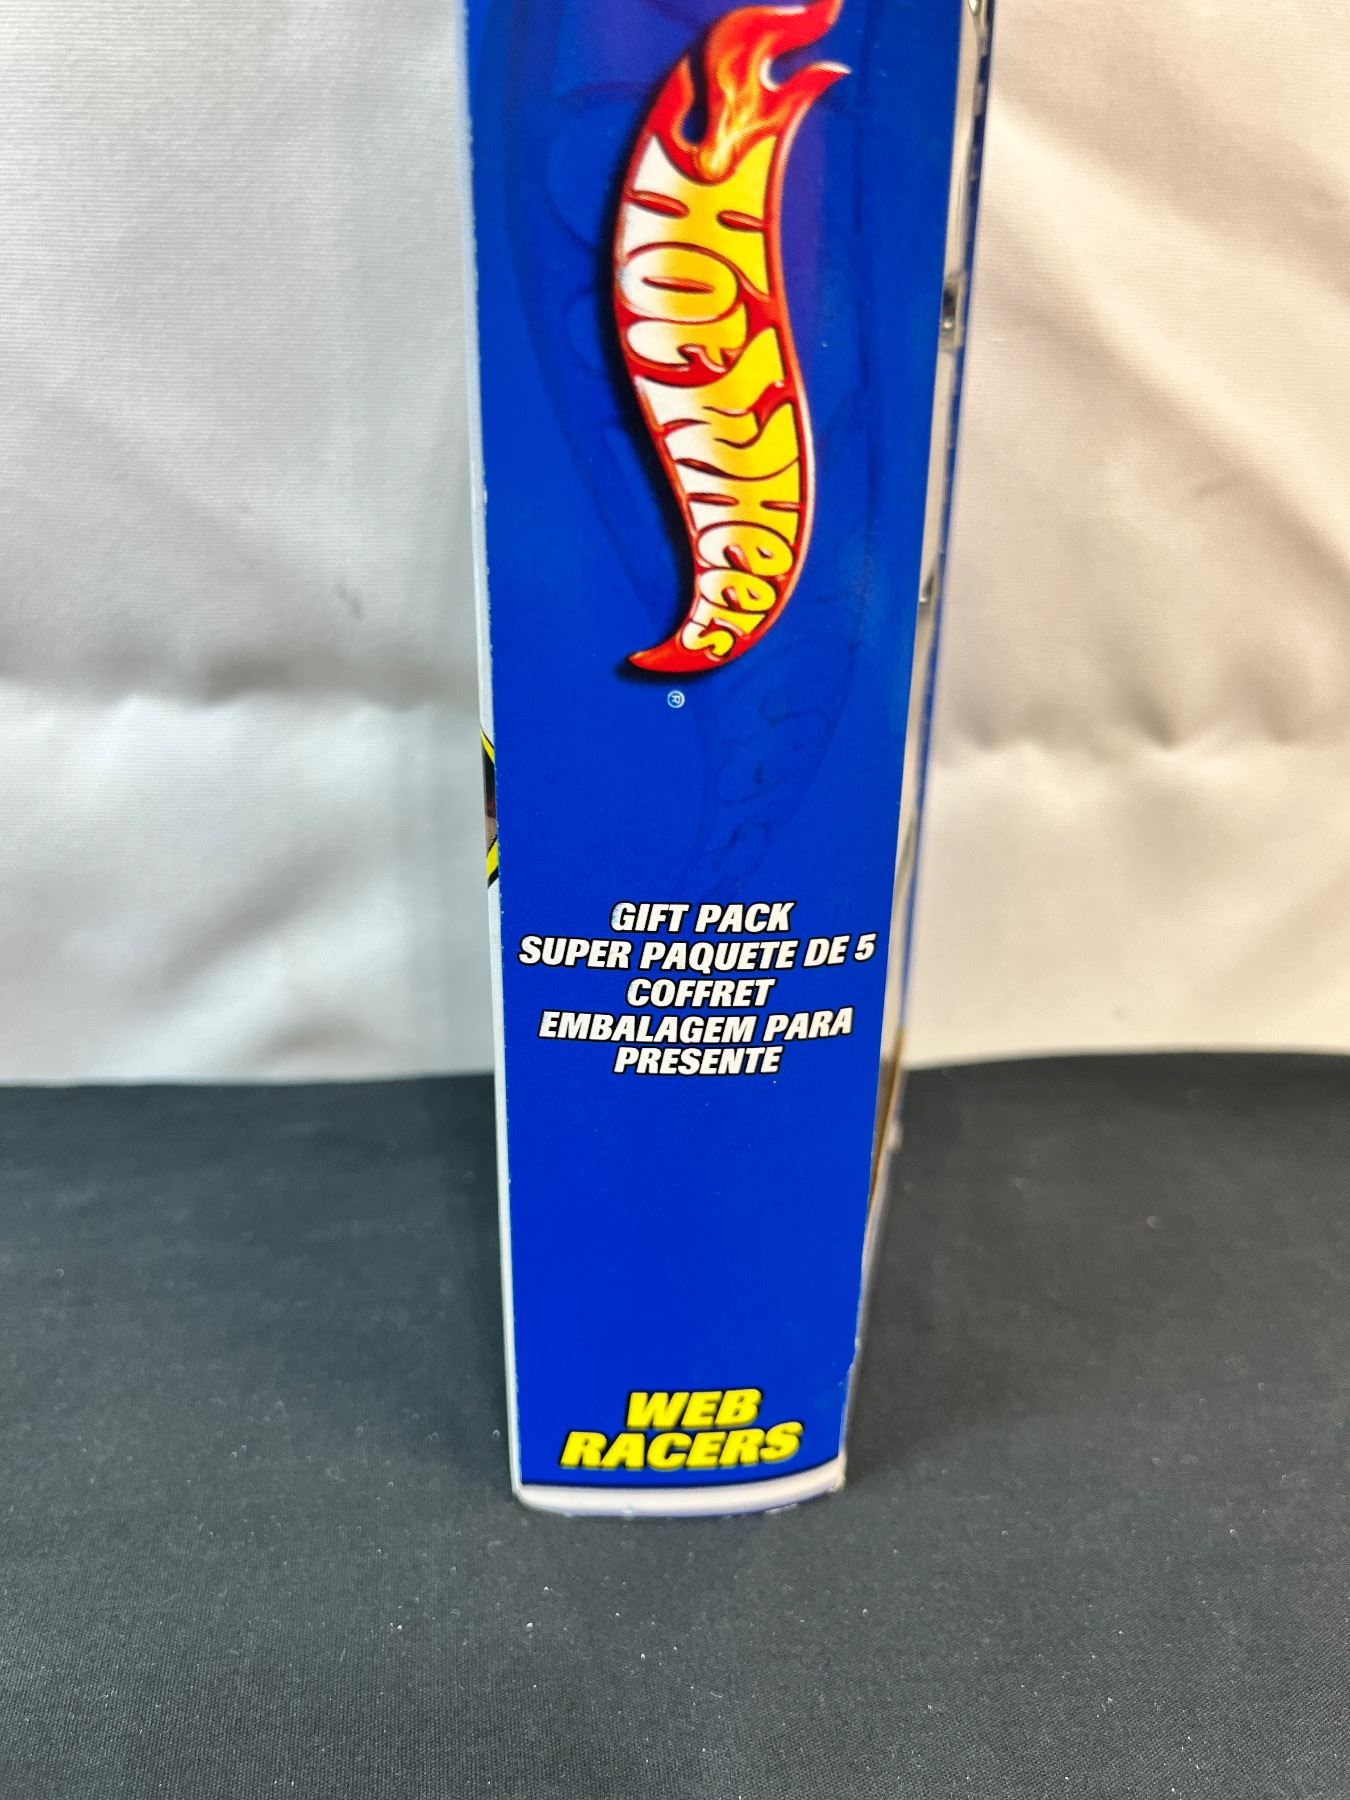 HOT WHEELS
®
GIFT PACK
SUPER PAQUETE DE 5
COFFRET
EMBALAGEM PARA
PRESENTE
WEB
RACERS